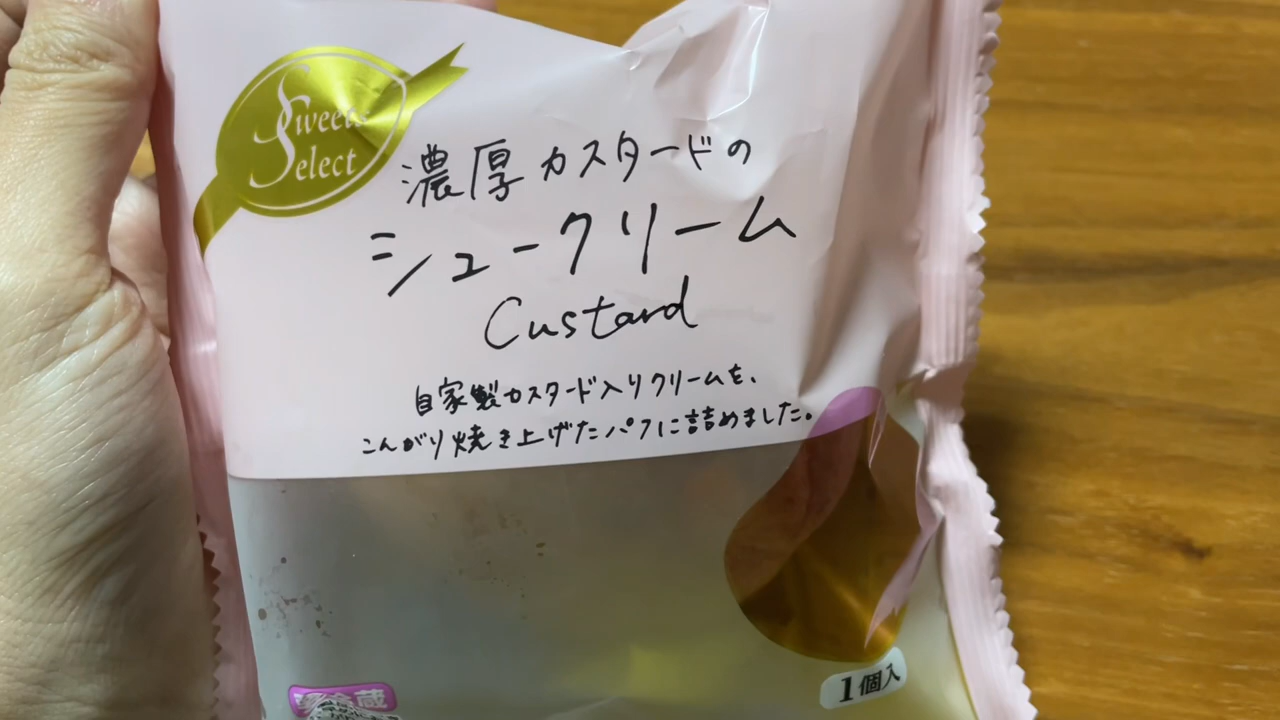 Sweets
Select
濃厚カスタードの
シュークリーム
Custard
自家製カスタード入りクリームを、
こんがり焼き上げたパフに詰めました。
1個入
冷蔵